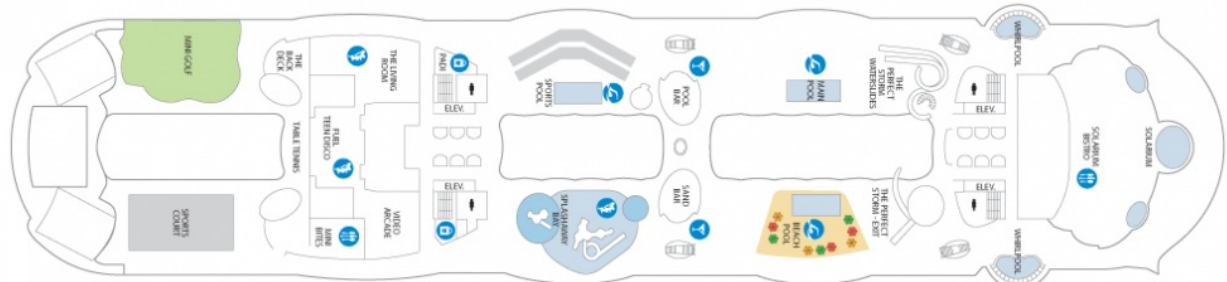 MINI GOLF
SPORTS
COURT
THE
BACK
DECK
TABLE TENNIS
THE LIVING
ROOM
FUEL
TEEN DISCO
VIDEO
ARCADE
MINI
BITES
PADI
ELEV.
ELEV.
SPORTS
POOL
SPLASHAWAY
BAY
POOL
BAR
SAND
BAR
MAIN
POOL
BEACH
POOL
THE
PERFECT
STORM
WATERSLIDES
THE PERFECT
STORM - EXIT
ELEV.
ELEV.
WHIRLPOOL
WHIRLPOOL
SOLARIUM
BISTRO
SOLARIUM